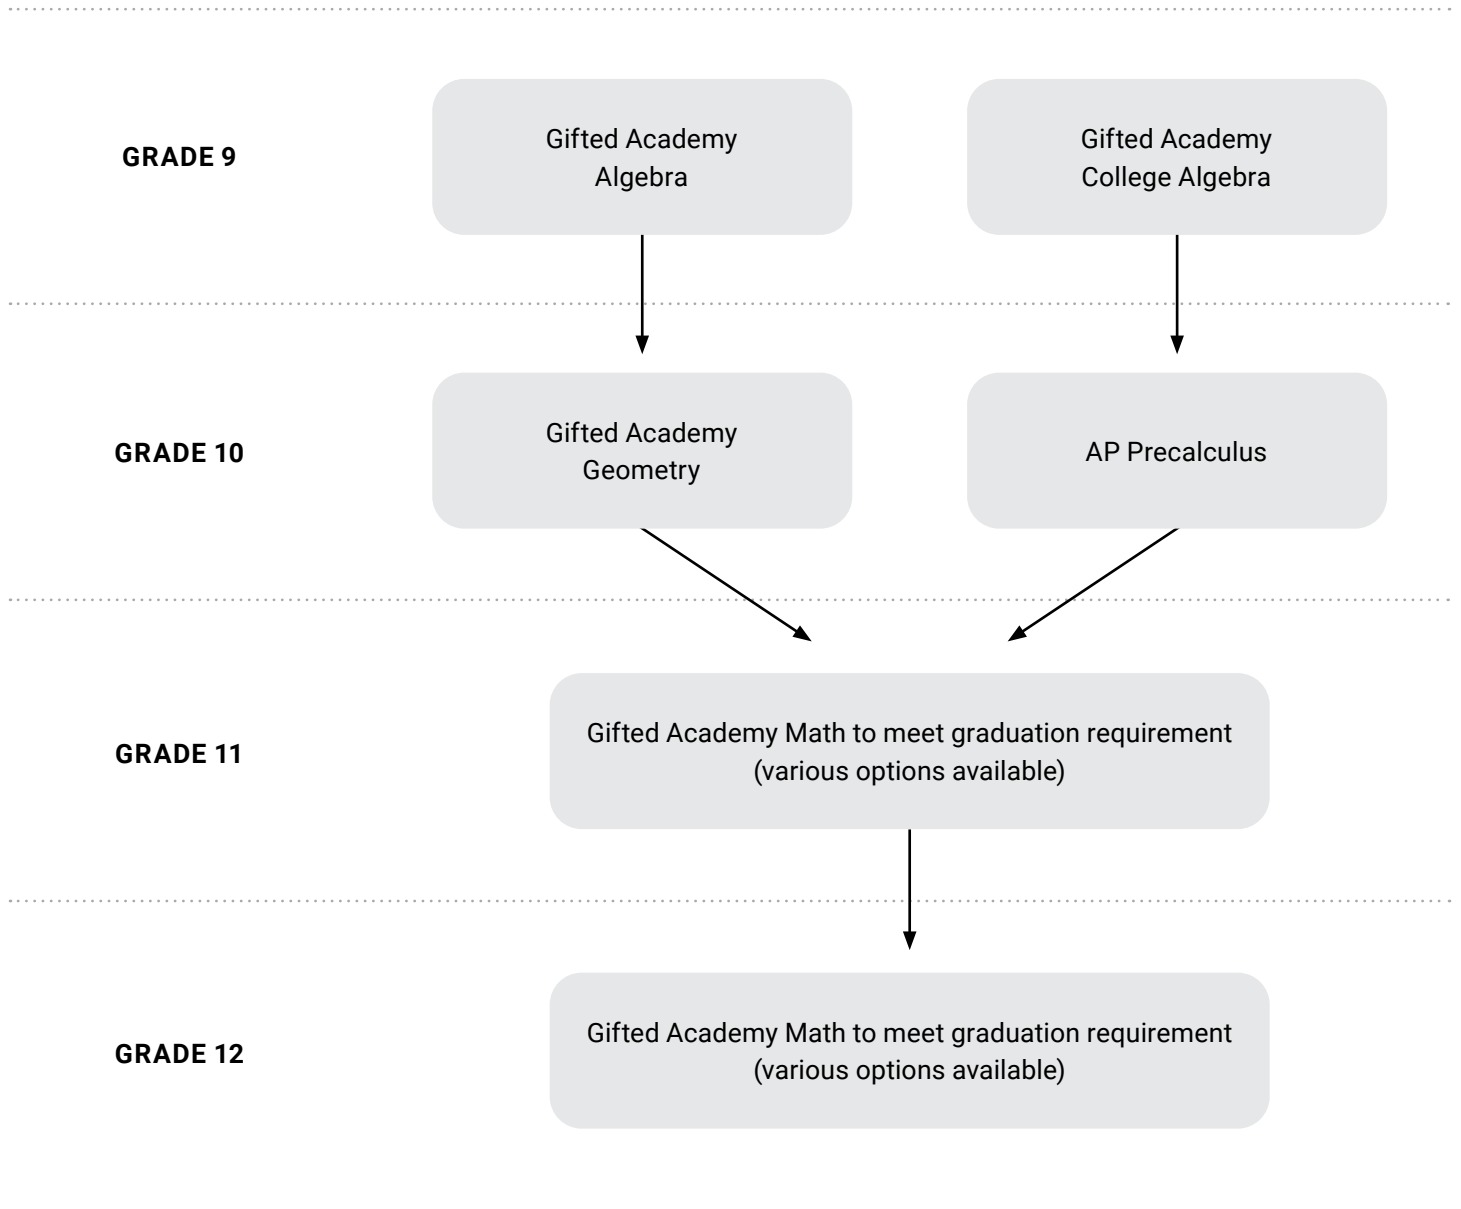 GRADE 9
Gifted Academy
Algebra
Gifted Academy
College Algebra
GRADE 10
Gifted Academy
Geometry
AP Precalculus
GRADE 11
Gifted Academy Math to meet graduation requirement
(various options available)
GRADE 12
Gifted Academy Math to meet graduation requirement
(various options available)